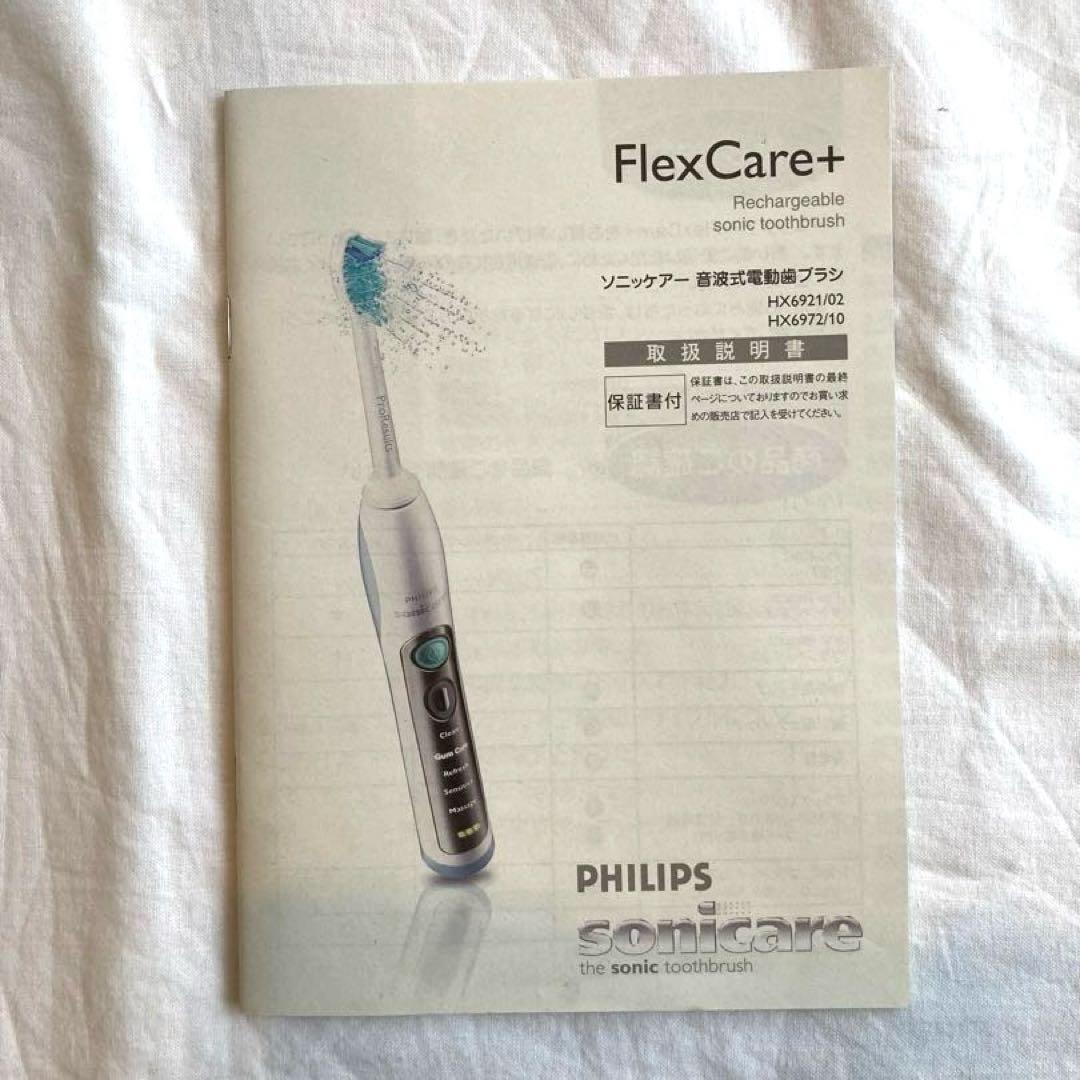 FlexCare+
Rechargeable
sonic toothbrush
ソニッケアー 音波式電動歯ブラシ
HX6921/02
HX6972/10
取扱説明書
保証書付
保証書は、この取扱説明書の最終
ページについておりますのでお買い求
めの販売店で記入を受けてください。
ProResults
PHILIPS
sonicare
Clean
Gum Care
Refresh
Sensitive
Massage
PHILIPS
sonicare
the sonic toothbrush